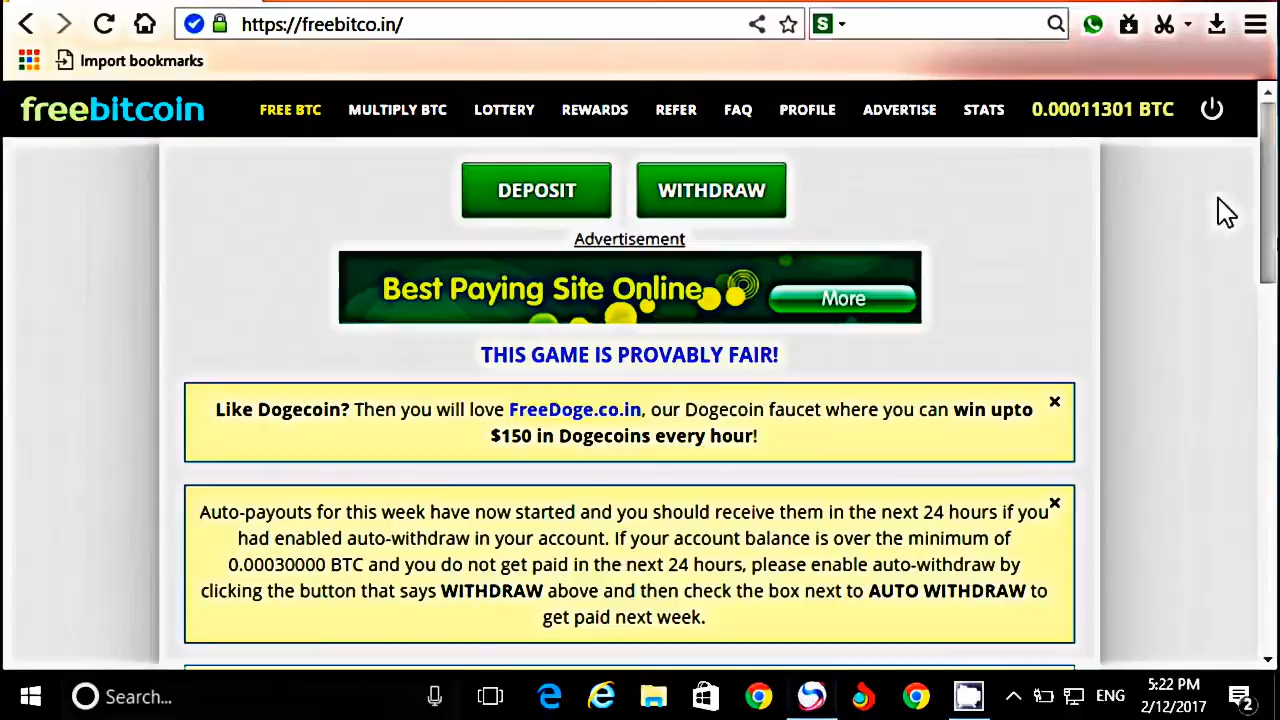 https://freebitco.in/
S
Import bookmarks
freebitcoin FREE BTC MULTIPLY BTC LOTTERY REWARDS REFER FAQ PROFILE ADVERTISE STATS 0.00011301 BTC
DEPOSIT WITHDRAW
Advertisement
Best Paying Site Online More
THIS GAME IS PROVABLY FAIR!
Like Dogecoin? Then you will love FreeDoge.co.in, our Dogecoin faucet where you can win upto
$150 in Dogecoins every hour!
Auto-payouts for this week have now started and you should receive them in the next 24 hours if you
had enabled auto-withdraw in your account. If your account balance is over the minimum of
0.00030000 BTC and you do not get paid in the next 24 hours, please enable auto-withdraw by
clicking the button that says WITHDRAW above and then check the box next to AUTO WITHDRAW to
get paid next week.
Search... ENG 5:22 PM
2/12/2017 2